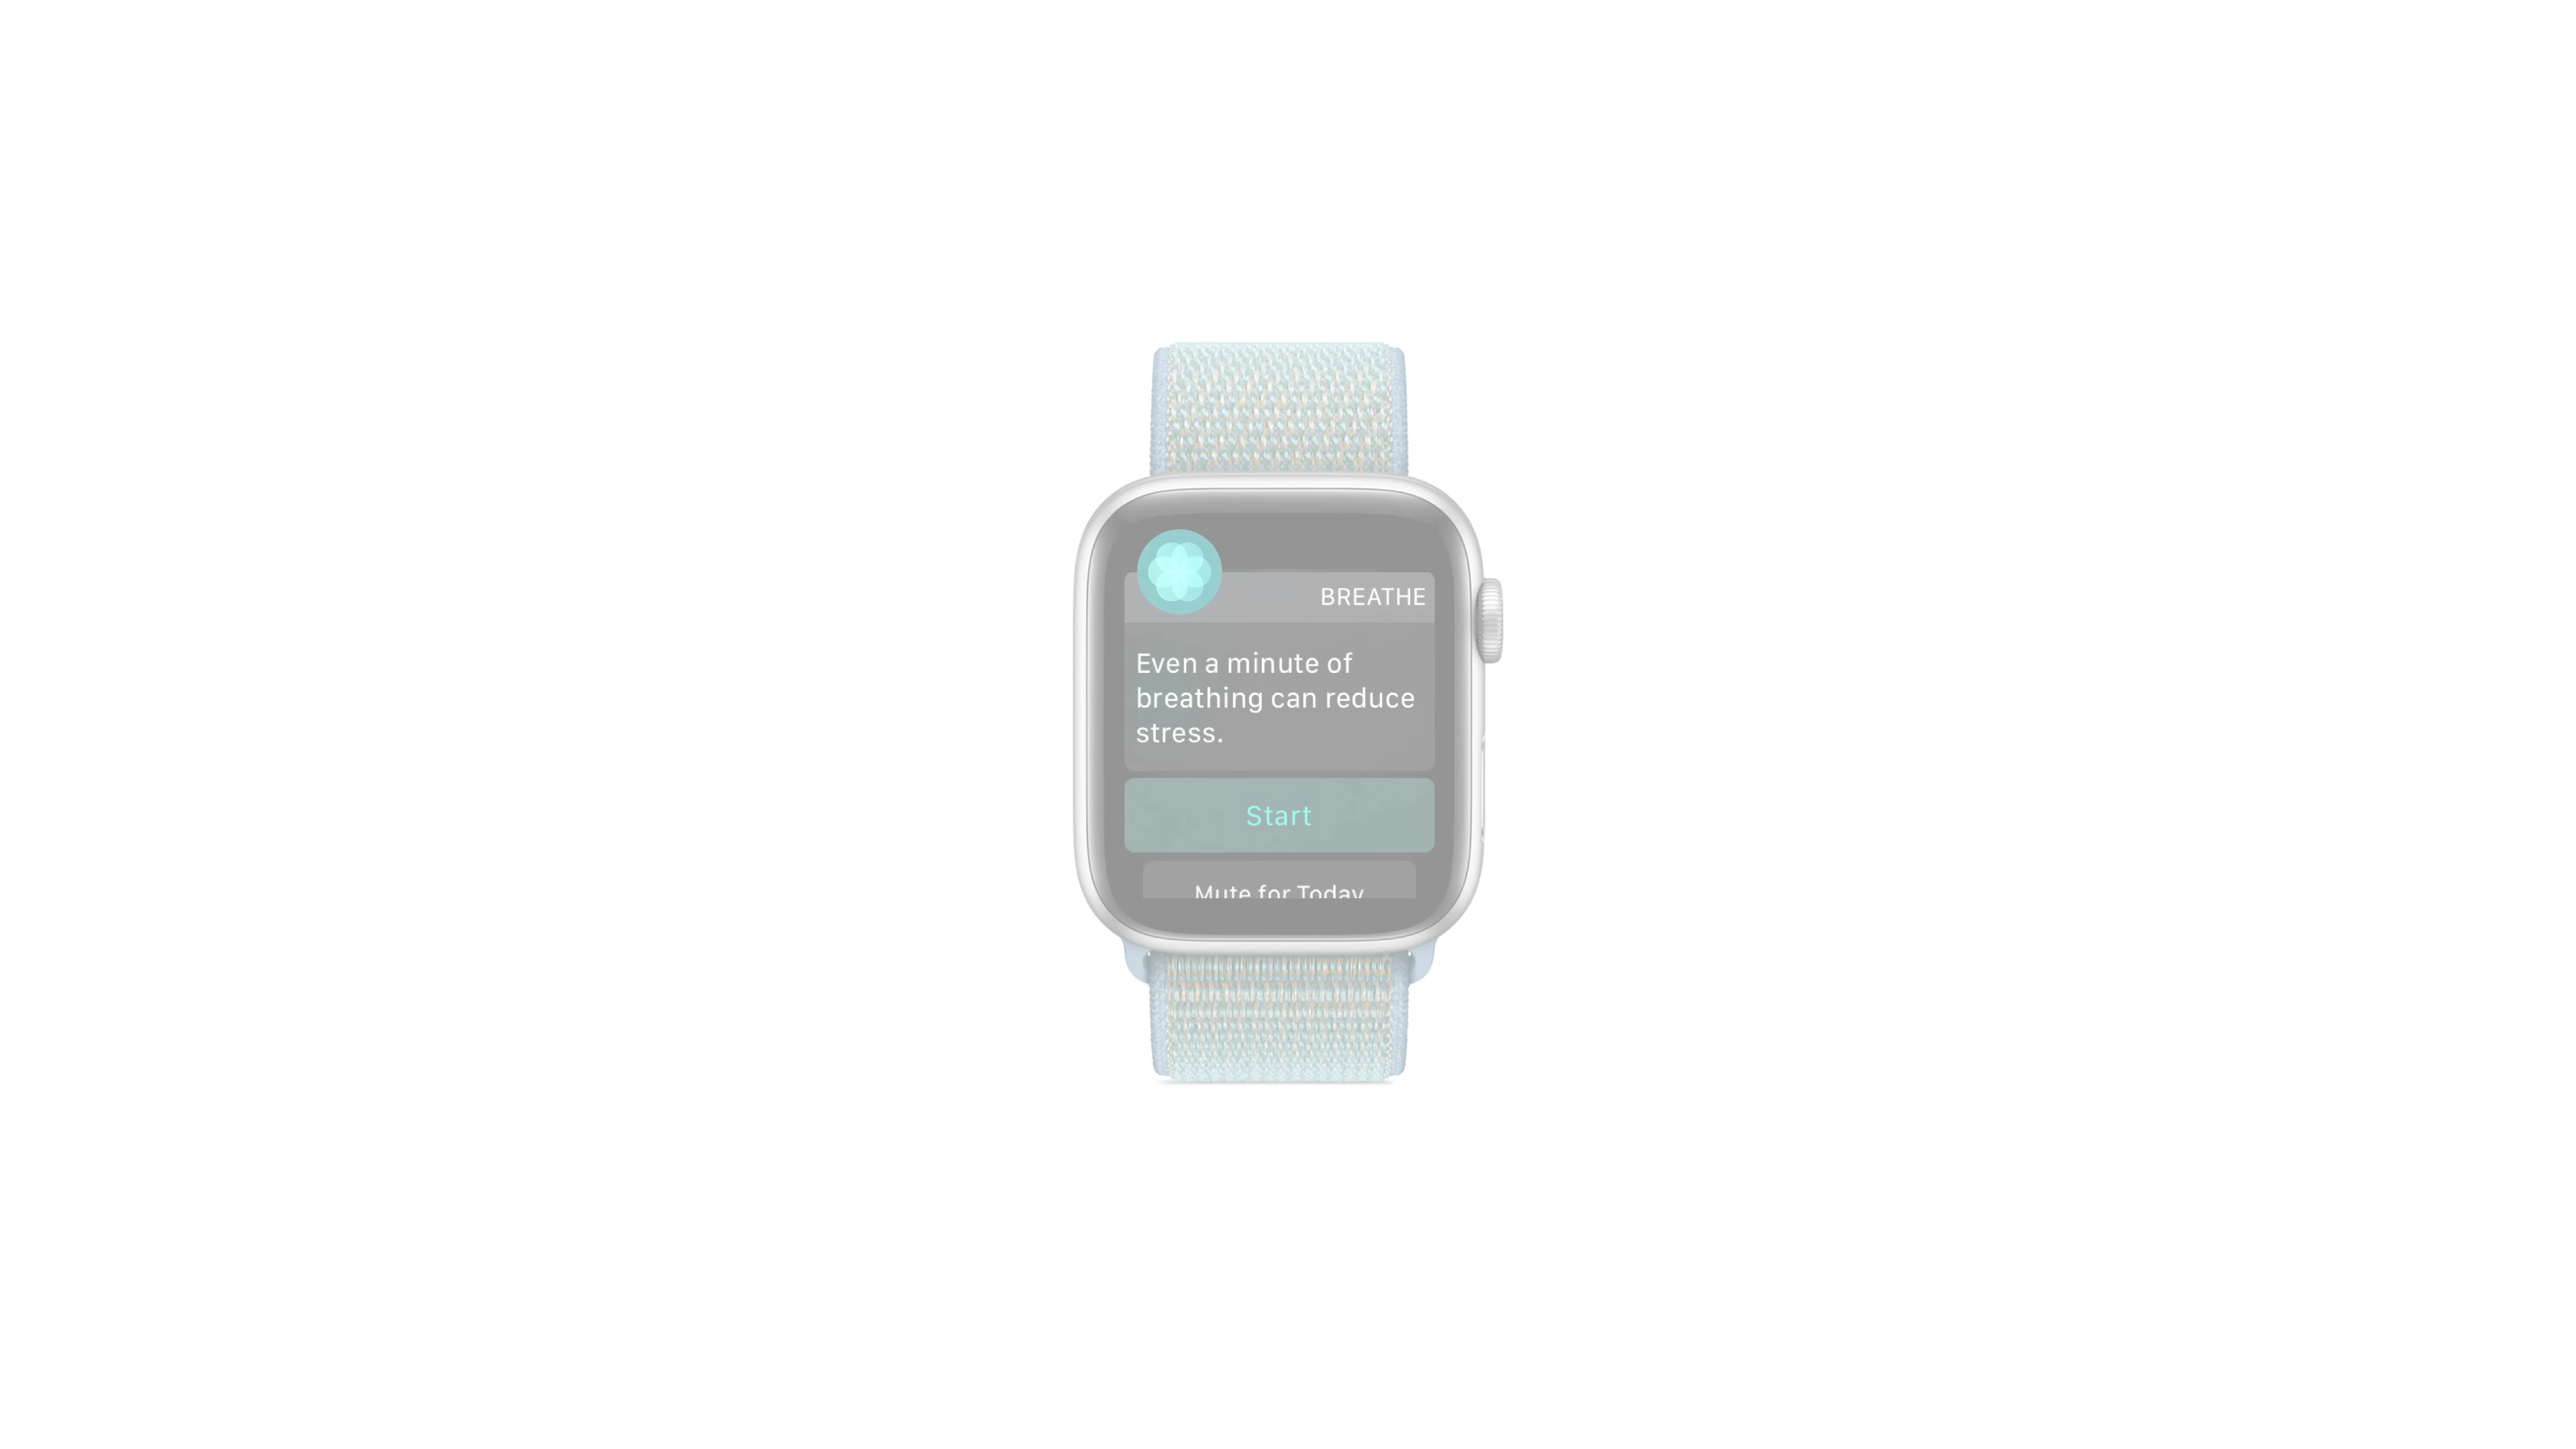 BREATHE
Even a minute of
breathing can reduce
stress.
Start
Mute for Today